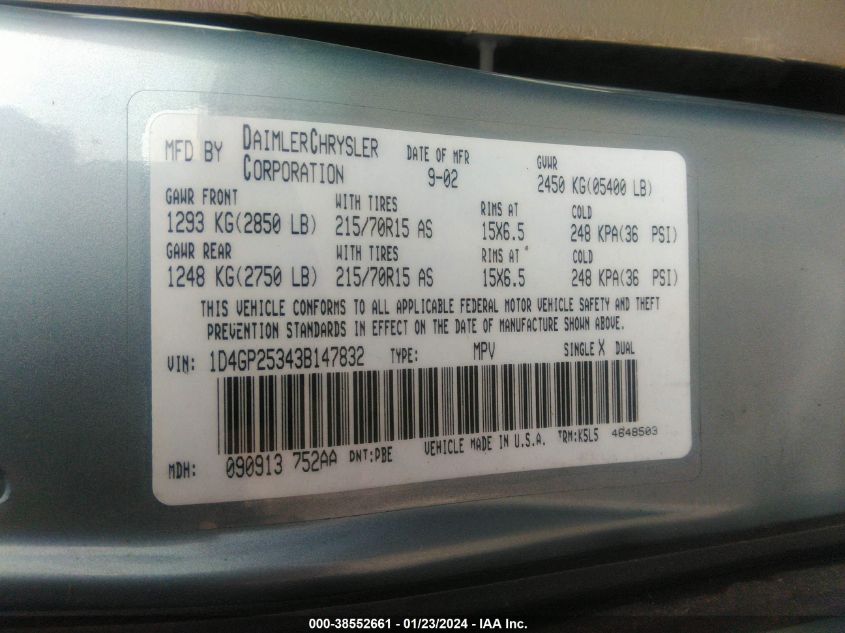 MFD BY DAIMLERCHRYSLER CORPORATION
DATE OF MFR 9-02
GVWR 2450 KG(05400 LB)
GAWR FRONT WITH TIRES RIMS AT COLD
1293 KG(2850 LB) 215/70R15 AS 15X6.5 248 KPA(36 PSI)
GAWR REAR WITH TIRES RIMS AT COLD
1248 KG(2750 LB) 215/70R15 AS 15X6.5 248 KPA(36 PSI)
THIS VEHICLE CONFORMS TO ALL APPLICABLE FEDERAL MOTOR VEHICLE SAFETY AND THEFT
PREVENTION STANDARDS IN EFFECT ON THE DATE OF MANUFACTURE SHOWN ABOVE.
VIN: 1D4GP25343B147832 TYPE: MPV SINGLE X DUAL
MDH: 090913 752AA PNT:PBE VEHICLE MADE IN U.S.A. TRM:K5L5 4648503
000-38552661 - 01/23/2024 - IAA Inc.